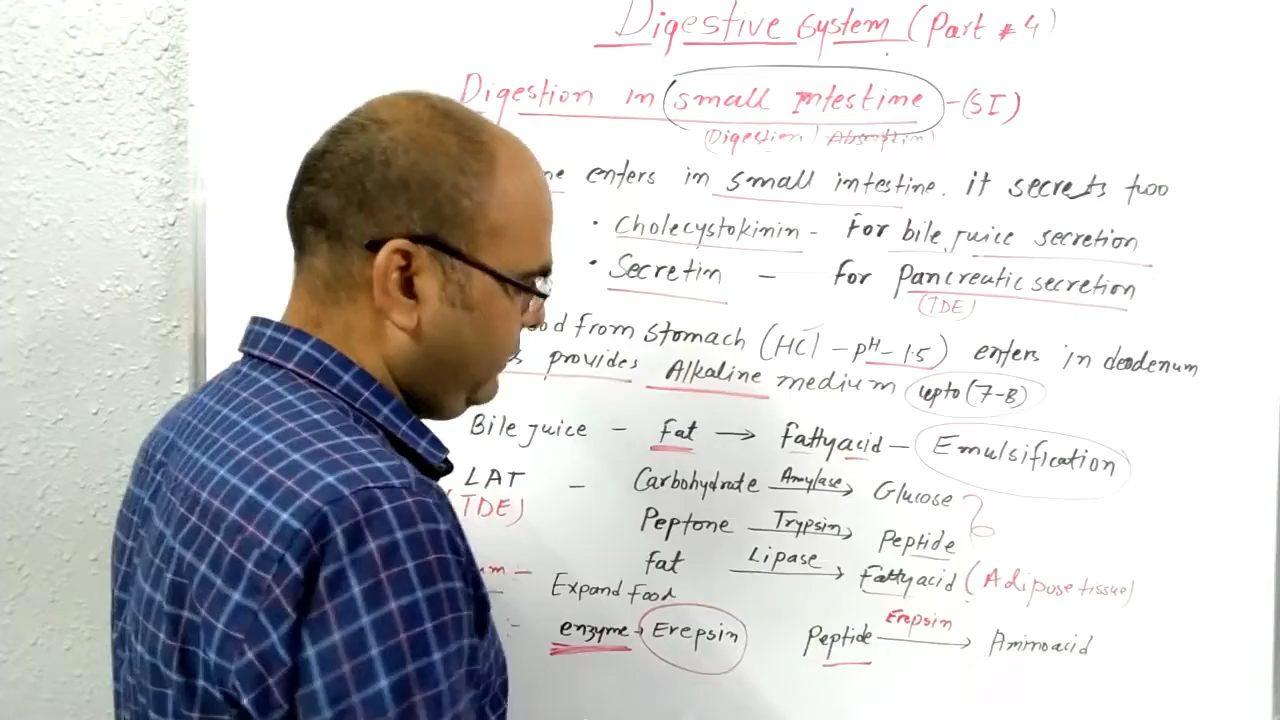 Digestive System (Part # 4)
Digestion in (small intestine) - (SI)
(Digestion / Absorption)
enters in small intestine. it secrets two
• Cholecystokinin - For bile juice secretion
• Secretin - for Pancreatic secretion
(TDE)
from stomach (HCl - pH - 1.5) enters in deodenum
provides Alkaline medium upto (7-8)
Bile juice - fat → Fattyacid - Emulsification
LAT - Carbohydrate Amylase → Glucose
(TDE)
Peptone Trypsin → Peptide
fat Lipase → Fattyacid (Adipose tissue)
Expand food
enzyme → Erepsin Peptide Erepsin → Aminoacid